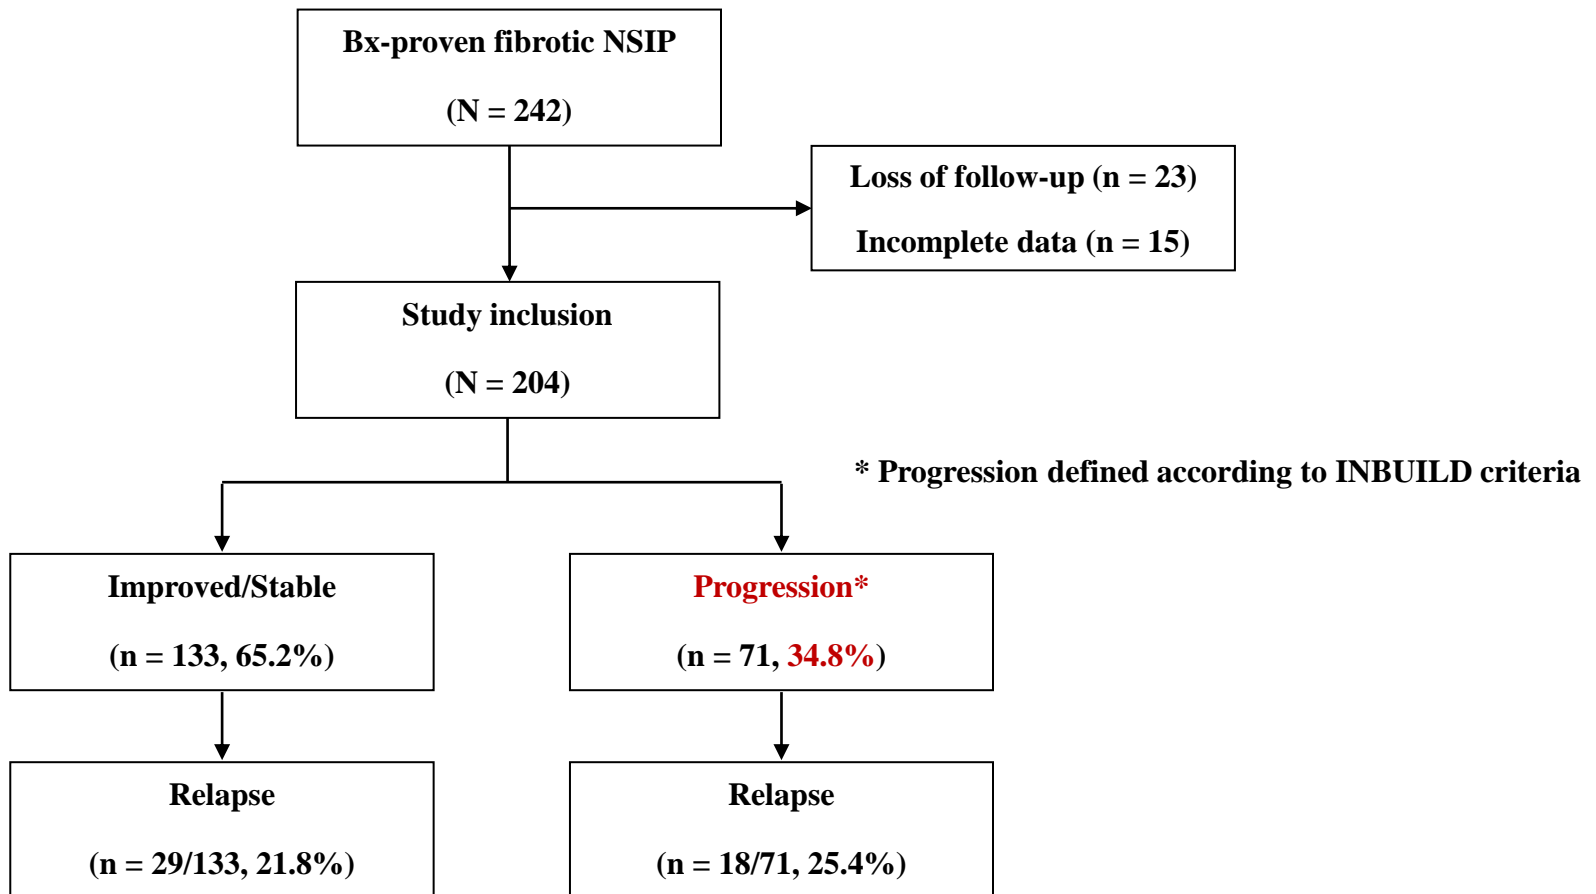 Bx-proven fibrotic NSIP
(N = 242)
Loss of follow-up (n = 23)
Incomplete data (n = 15)
Study inclusion
(N = 204)
* Progression defined according to INBUILD criteria
Improved/Stable
(n = 133, 65.2%)
Progression*
(n = 71, 34.8%)
Relapse
(n = 29/133, 21.8%)
Relapse
(n = 18/71, 25.4%)